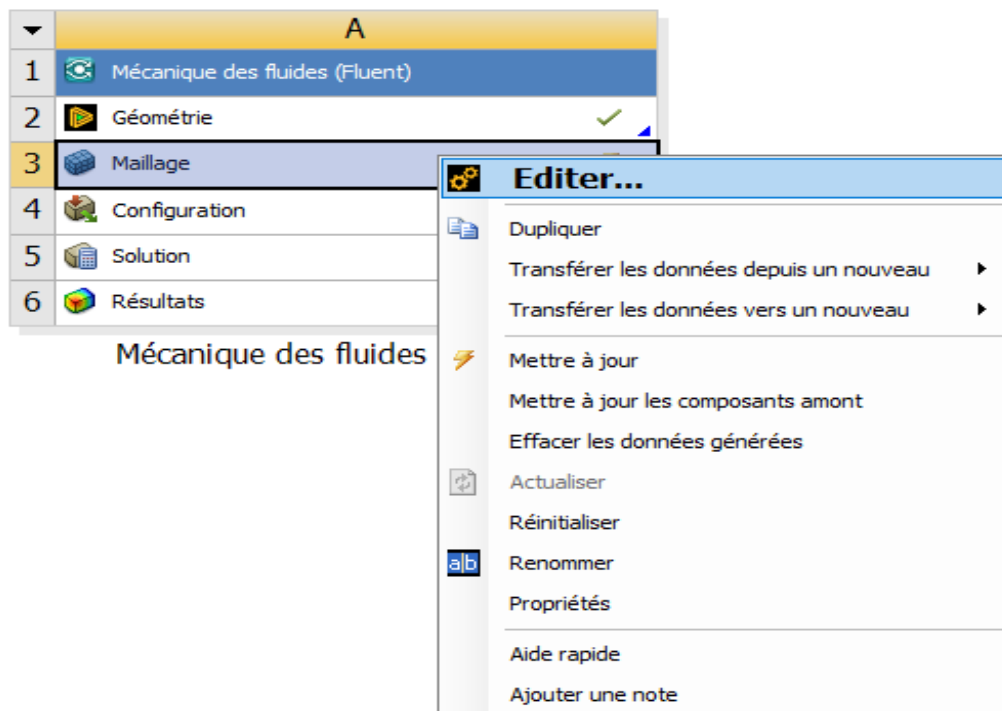 A
1 Mécanique des fluides (Fluent)
2 Géométrie
3 Maillage
4 Configuration
5 Solution
6 Résultats
Mécanique des fluides
Editer...
Dupliquer
Transférer les données depuis un nouveau
Transférer les données vers un nouveau
Mettre à jour
Mettre à jour les composants amont
Effacer les données générées
Actualiser
Réinitialiser
a|b Renommer
Propriétés
Aide rapide
Ajouter une note